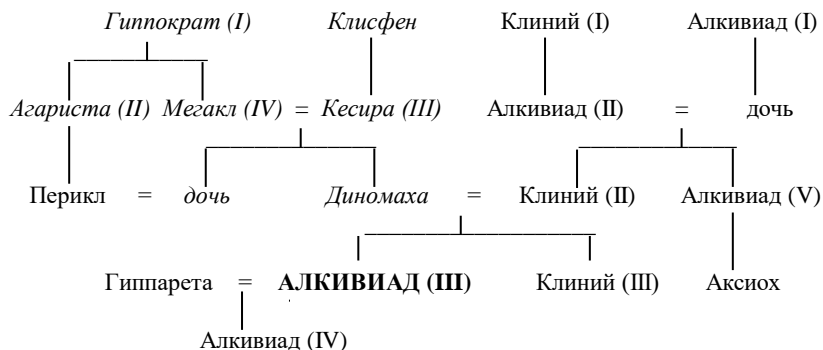 Гиппократ (I) Клисфен Клиний (I) Алкивиад (I)
Агариста (II) Мегакл (IV) = Кесира (III) Алкивиад (II) = дочь
Перикл = дочь Диномаха = Клиний (II) Алкивиад (V)
Гиппарета = АЛКИВИАД (III) Клиний (III) Аксиох
Алкивиад (IV)